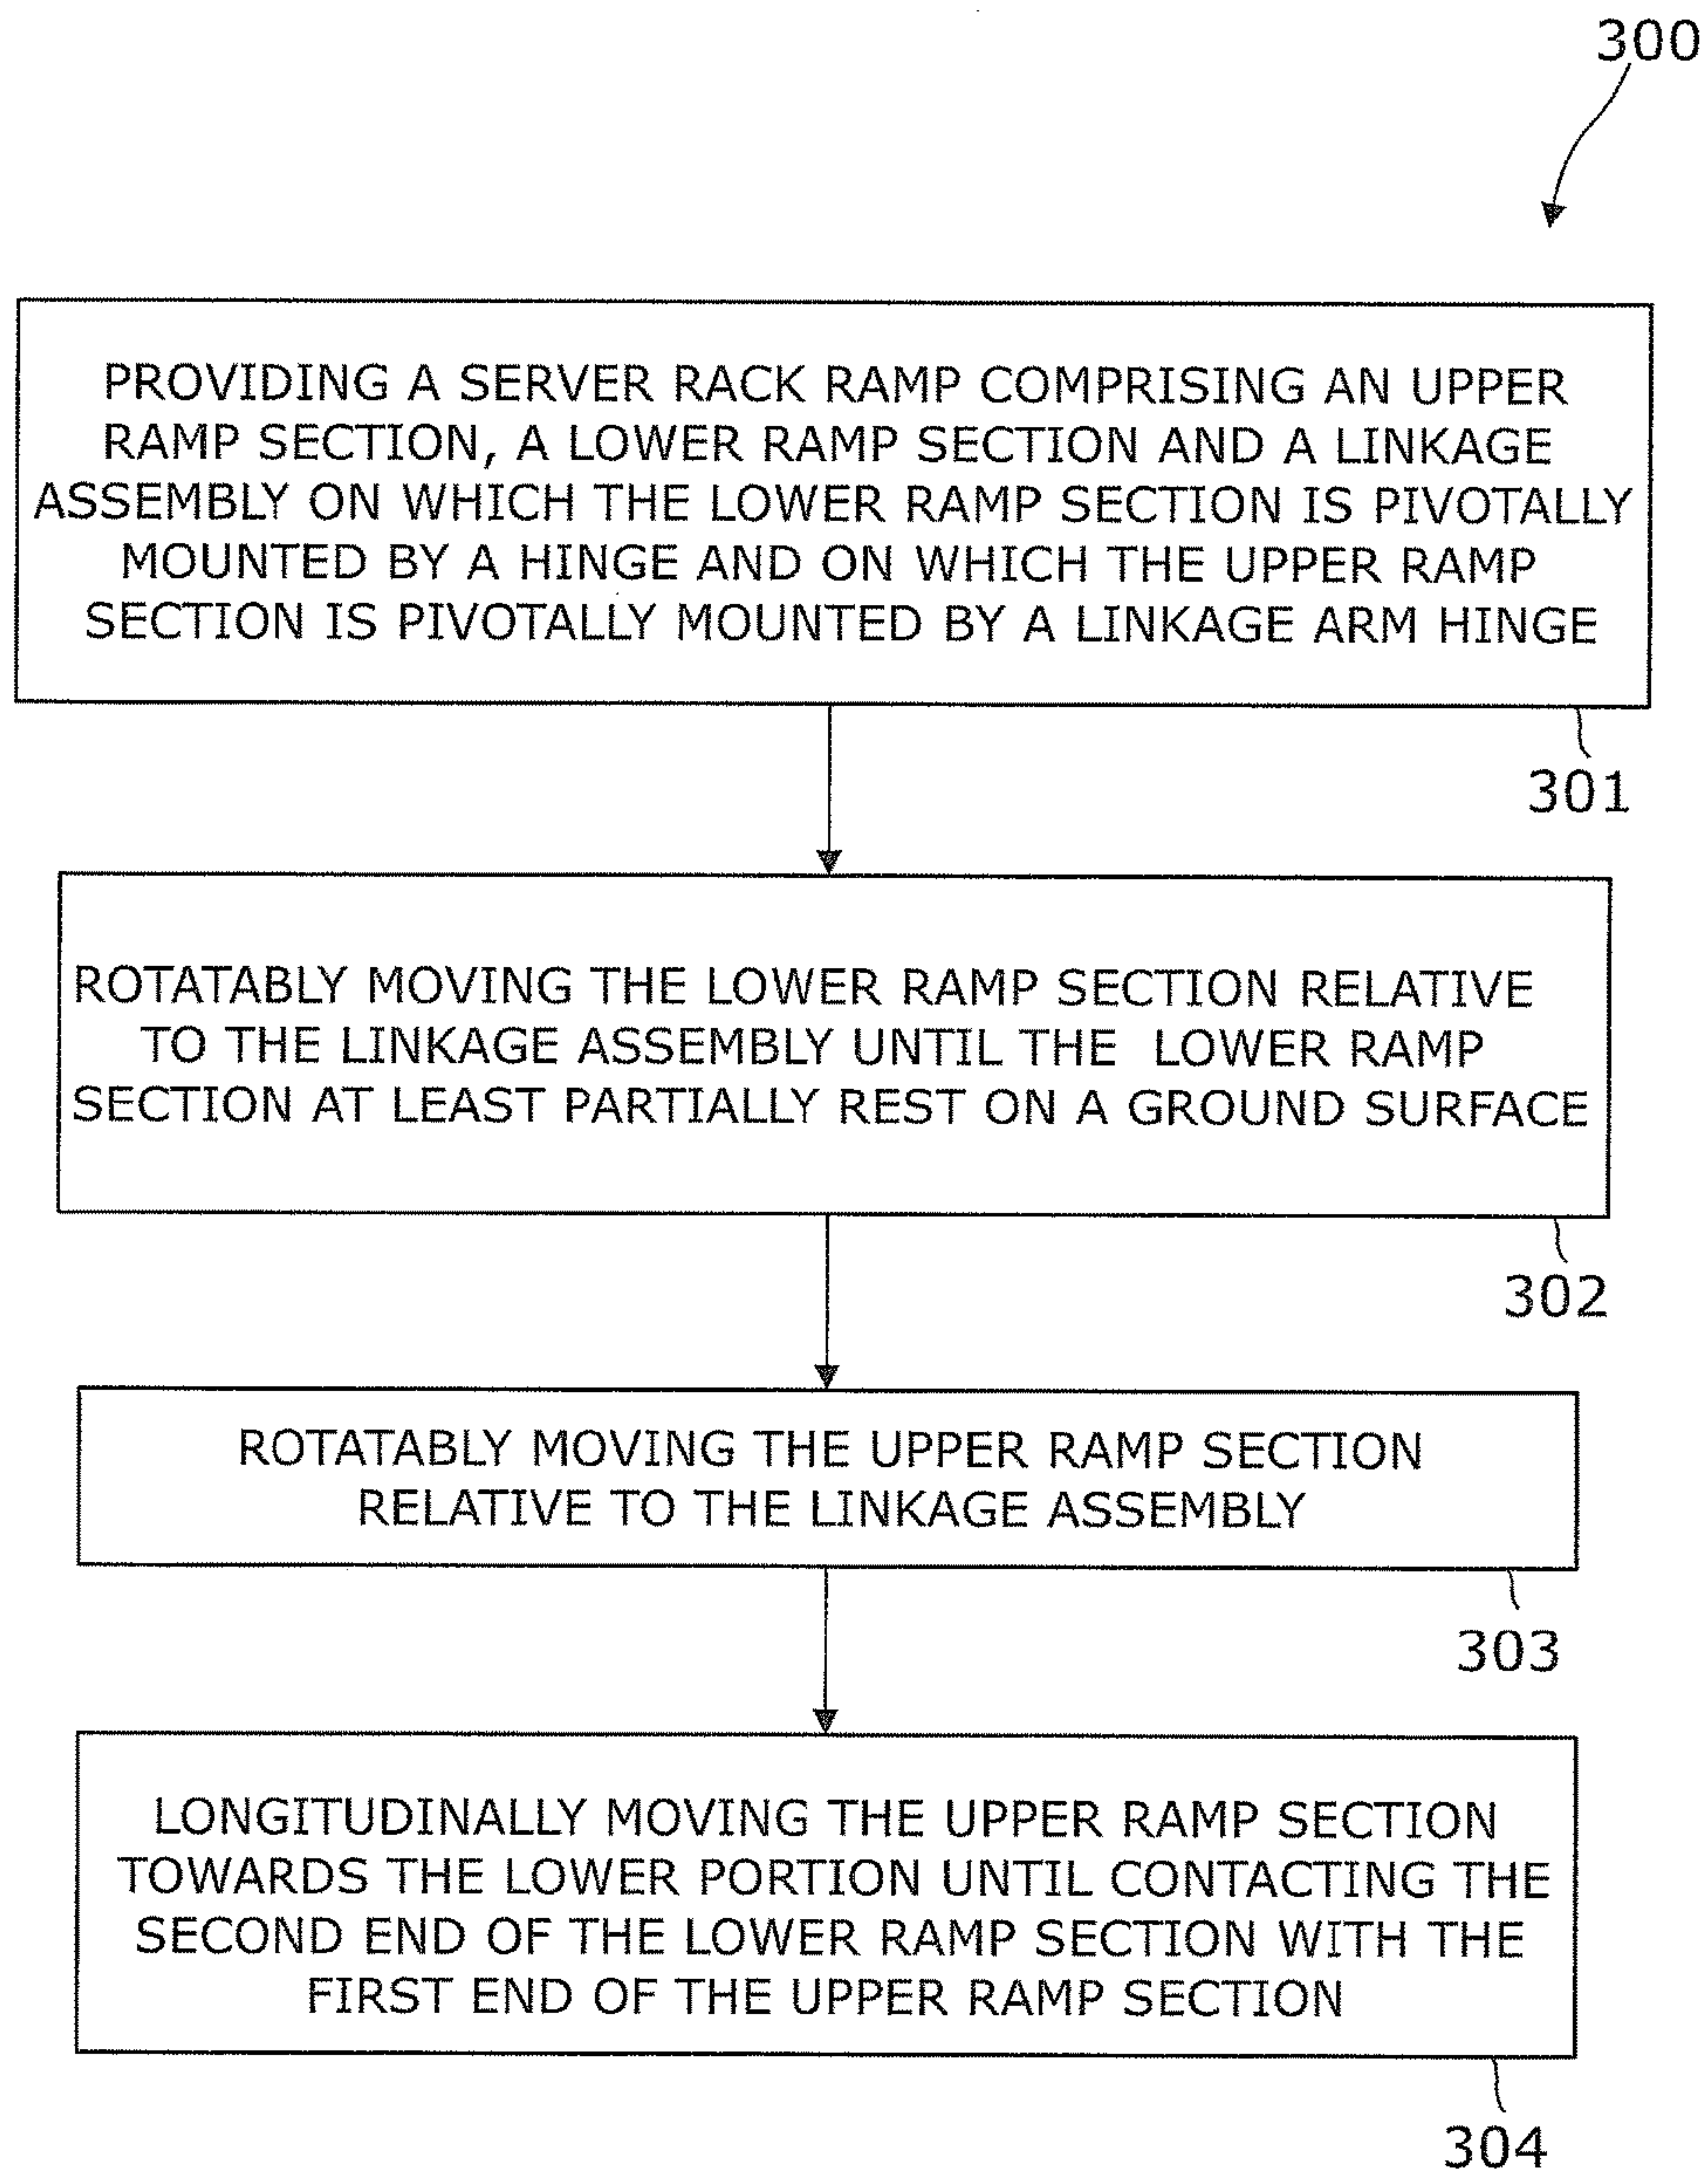 300
PROVIDING A SERVER RACK RAMP COMPRISING AN UPPER
RAMP SECTION, A LOWER RAMP SECTION AND A LINKAGE
ASSEMBLY ON WHICH THE LOWER RAMP SECTION IS PIVOTALLY
MOUNTED BY A HINGE AND ON WHICH THE UPPER RAMP
SECTION IS PIVOTALLY MOUNTED BY A LINKAGE ARM HINGE
301
ROTATABLY MOVING THE LOWER RAMP SECTION RELATIVE
TO THE LINKAGE ASSEMBLY UNTIL THE LOWER RAMP
SECTION AT LEAST PARTIALLY REST ON A GROUND SURFACE
302
ROTATABLY MOVING THE UPPER RAMP SECTION
RELATIVE TO THE LINKAGE ASSEMBLY
303
LONGITUDINALLY MOVING THE UPPER RAMP SECTION
TOWARDS THE LOWER PORTION UNTIL CONTACTING THE
SECOND END OF THE LOWER RAMP SECTION WITH THE
FIRST END OF THE UPPER RAMP SECTION
304